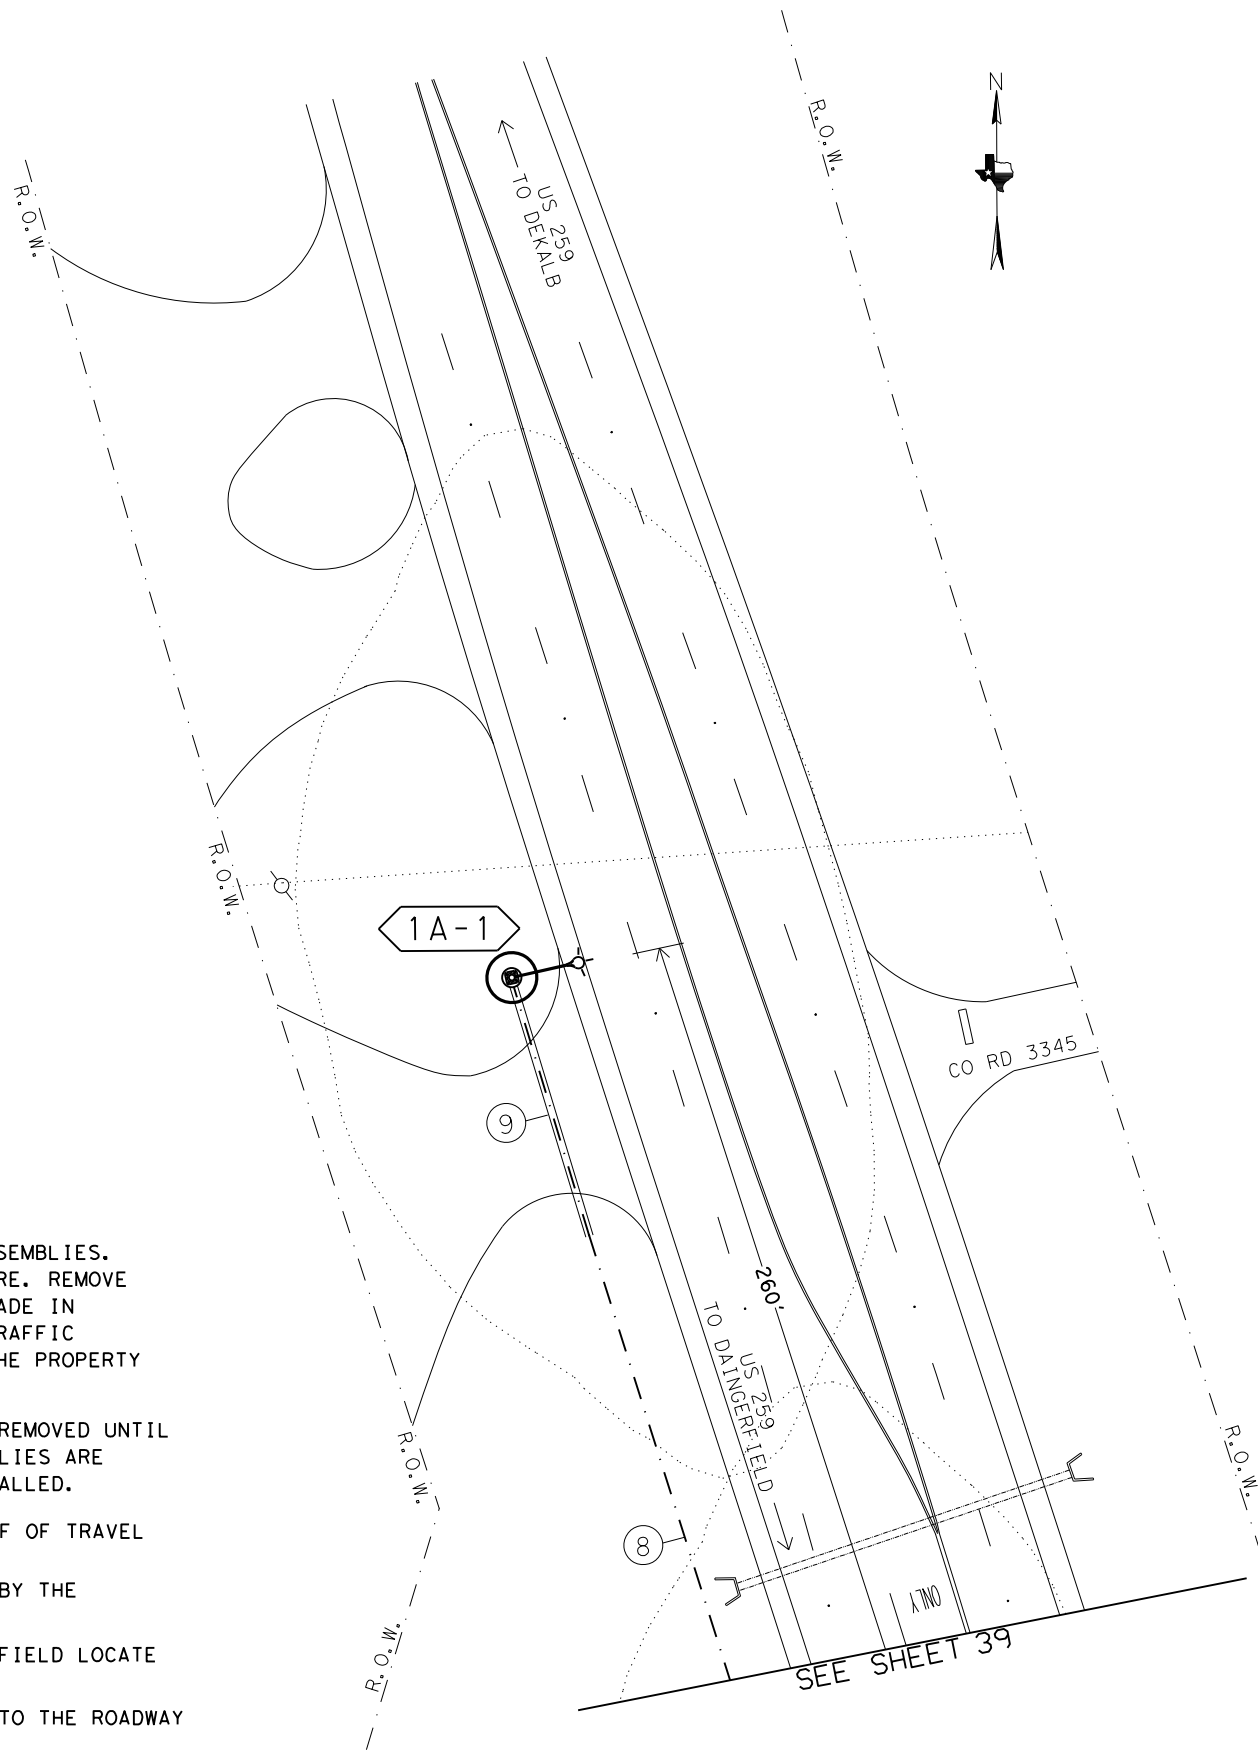 N
R.O.W.
R.O.W.
US 259
TO DEKALB
R.O.W.
1A-1
CO RD 3345
9
SEMBLIES.
RE. REMOVE
ADE IN
RAFFIC
HE PROPERTY
260'
US 259
TO DAINGERFIELD
REMOVED UNTIL
LIES ARE
ALLED.
R.O.W.
R.O.W.
F OF TRAVEL
8
BY THE
ONLY
FIELD LOCATE
R.O.W.
SEE SHEET 39
TO THE ROADWAY